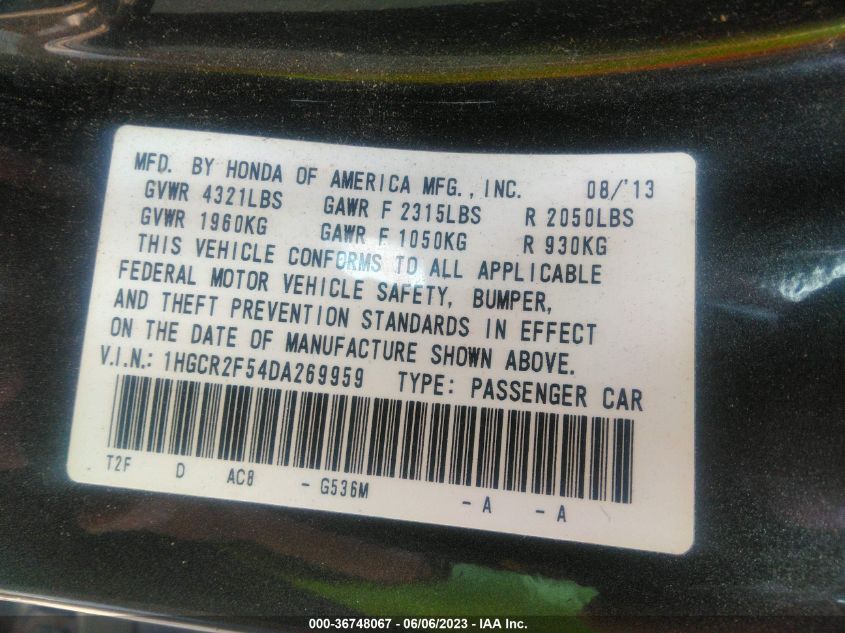 MFD. BY HONDA OF AMERICA MFG., INC. 08/'13
GVWR 4321LBS GAWR F 2315LBS R 2050LBS
GVWR 1960KG GAWR F 1050KG R 930KG
THIS VEHICLE CONFORMS TO ALL APPLICABLE
FEDERAL MOTOR VEHICLE SAFETY, BUMPER,
AND THEFT PREVENTION STANDARDS IN EFFECT
ON THE DATE OF MANUFACTURE SHOWN ABOVE.
V.I.N.: 1HGCR2F54DA269959 TYPE: PASSENGER CAR
T2F D AC8 - G536M - A - A
000-36748067 - 06/06/2023 - IAA Inc.